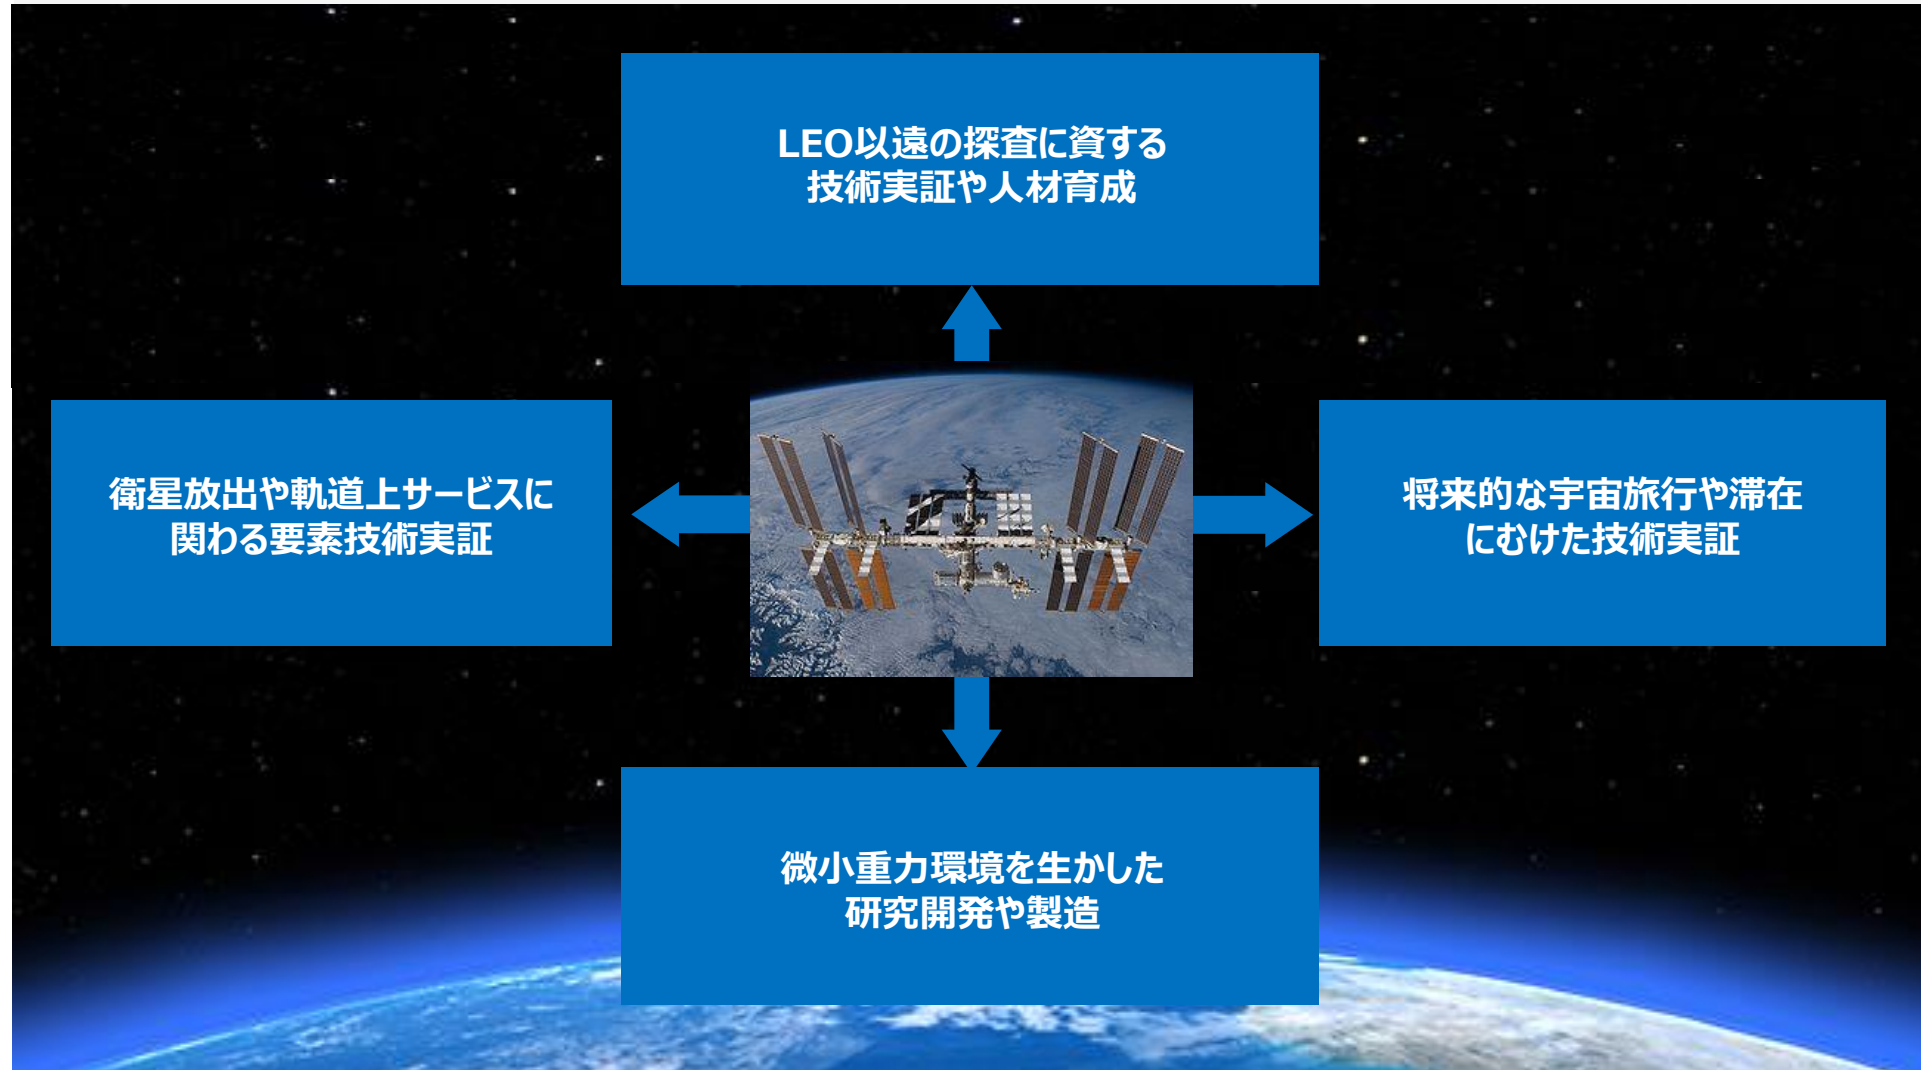 LEO以遠の探査に資する
技術実証や人材育成
衛星放出や軌道上サービスに
関わる要素技術実証
将来的な宇宙旅行や滞在
にむけた技術実証
微小重力環境を生かした
研究開発や製造